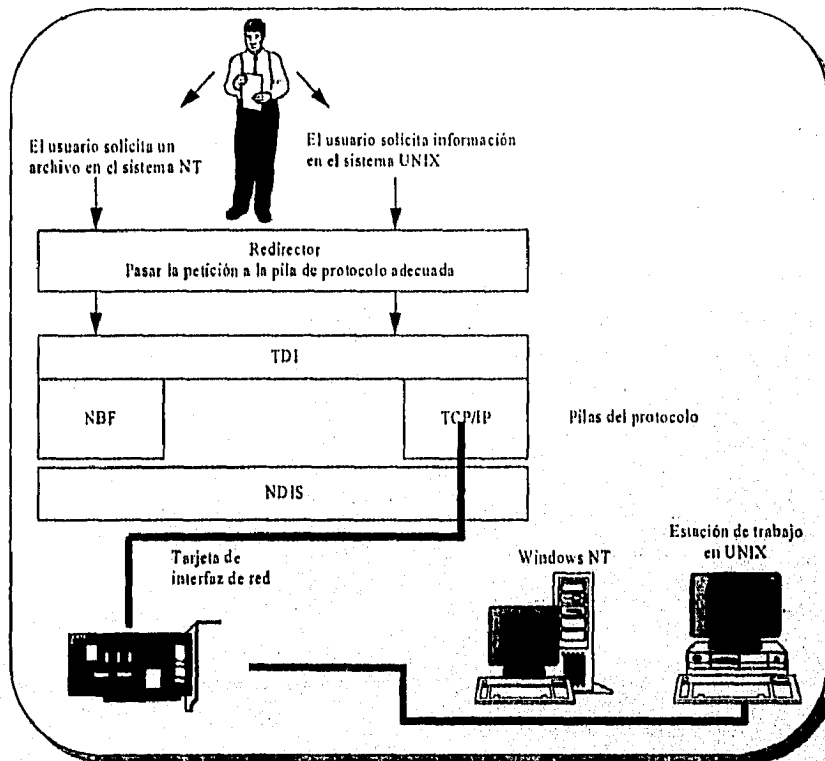 El usuario solicita un
archivo en el sistema NT
El usuario solicita información
en el sistema UNIX
Redirector
Pasar la petición a la pila de protocolo adecuada
TDI
NBF
TCP/IP
Pilas del protocolo
NDIS
Tarjeta de
interfaz de red
Windows NT
Estación de trabajo
en UNIX